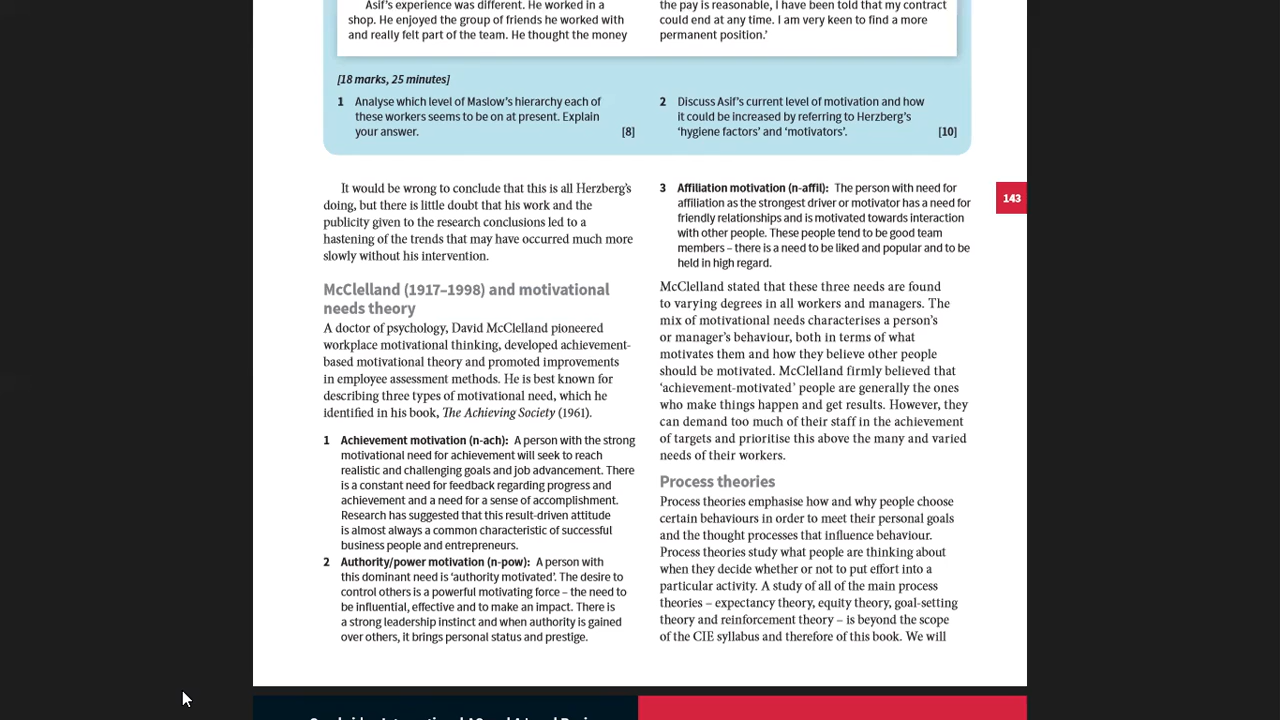 Asif's experience was different. He worked in a
shop. He enjoyed the group of friends he worked with
and really felt part of the team. He thought the money
the pay is reasonable, I have been told that my contract
could end at any time. I am very keen to find a more
permanent position.'
[18 marks, 25 minutes]
1 Analyse which level of Maslow's hierarchy each of
these workers seems to be on at present. Explain
your answer. [8]
2 Discuss Asif's current level of motivation and how
it could be increased by referring to Herzberg's
'hygiene factors' and 'motivators'. [10]
It would be wrong to conclude that this is all Herzberg's
doing, but there is little doubt that his work and the
publicity given to the research conclusions led to a
hastening of the trends that may have occurred much more
slowly without his intervention.
McClelland (1917–1998) and motivational
needs theory
A doctor of psychology, David McClelland pioneered
workplace motivational thinking, developed achievement-
based motivational theory and promoted improvements
in employee assessment methods. He is best known for
describing three types of motivational need, which he
identified in his book, The Achieving Society (1961).
1 Achievement motivation (n-ach): A person with the strong
motivational need for achievement will seek to reach
realistic and challenging goals and job advancement. There
is a constant need for feedback regarding progress and
achievement and a need for a sense of accomplishment.
Research has suggested that this result-driven attitude
is almost always a common characteristic of successful
business people and entrepreneurs.
2 Authority/power motivation (n-pow): A person with
this dominant need is 'authority motivated'. The desire to
control others is a powerful motivating force – the need to
be influential, effective and to make an impact. There is
a strong leadership instinct and when authority is gained
over others, it brings personal status and prestige.
3 Affiliation motivation (n-affil): The person with need for
affiliation as the strongest driver or motivator has a need for
friendly relationships and is motivated towards interaction
with other people. These people tend to be good team
members – there is a need to be liked and popular and to be
held in high regard.
McClelland stated that these three needs are found
to varying degrees in all workers and managers. The
mix of motivational needs characterises a person's
or manager's behaviour, both in terms of what
motivates them and how they believe other people
should be motivated. McClelland firmly believed that
'achievement-motivated' people are generally the ones
who make things happen and get results. However, they
can demand too much of their staff in the achievement
of targets and prioritise this above the many and varied
needs of their workers.
Process theories
Process theories emphasise how and why people choose
certain behaviours in order to meet their personal goals
and the thought processes that influence behaviour.
Process theories study what people are thinking about
when they decide whether or not to put effort into a
particular activity. A study of all of the main process
theories – expectancy theory, equity theory, goal-setting
theory and reinforcement theory – is beyond the scope
of the CIE syllabus and therefore of this book. We will
143